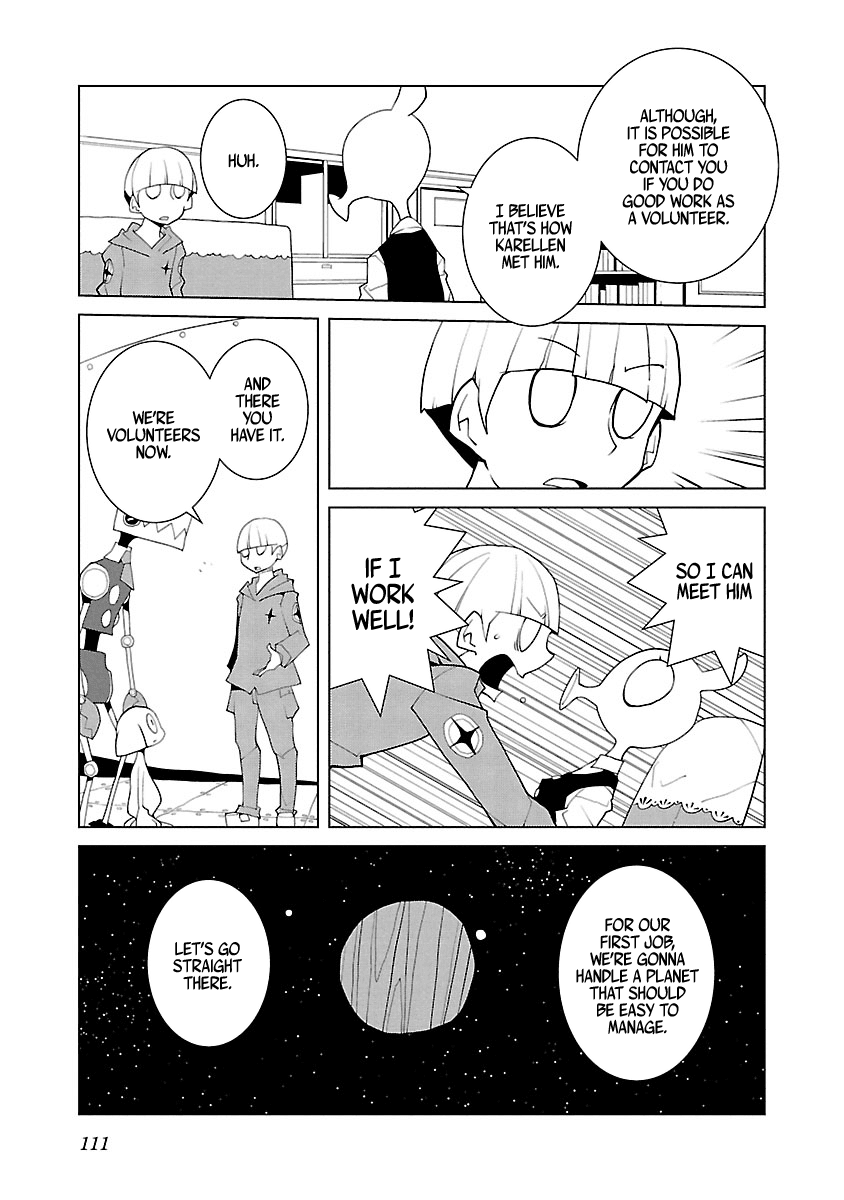 ALTHOUGH,
IT IS POSSIBLE
FOR HIM TO
CONTACT YOU
IF YOU DO
GOOD WORK AS
A VOLUNTEER.
I BELIEVE
THAT'S HOW
KARELLEN
MET HIM.
HUH.
SO I CAN
MEET HIM
IF I
WORK
WELL!
AND
THERE
YOU
HAVE IT.
WE'RE
VOLUNTEERS
NOW.
FOR OUR
FIRST JOB,
WE'RE GONNA
HANDLE A PLANET
THAT SHOULD
BE EASY TO
MANAGE.
LET'S GO
STRAIGHT
THERE.
111